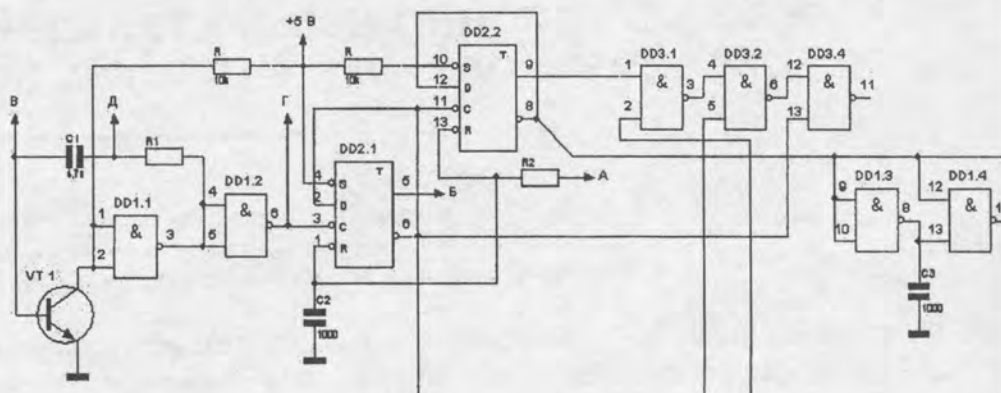 +5 В
DD2.2
R
R
10k
10k
10
12
11
13
S
D
C
R
T
9
8
DD3.1
1
2
&
3
DD3.2
4
5
&
6
DD3.4
12
13
&
11
В
Д
Г
C1
R1
DD1.2
4
5
&
6
DD2.1
4
2
3
1
S
D
C
R
T
5
6
Б
R2
А
DD1.1
1
2
&
3
VT 1
C2
1000
DD1.3
9
10
&
8
DD1.4
12
13
&
C3
1000